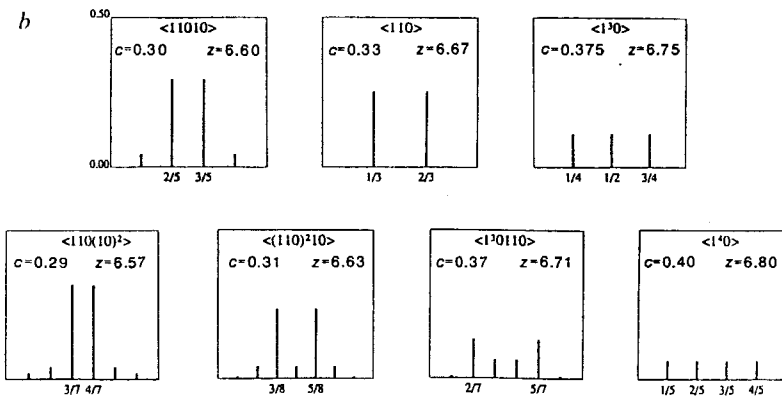 b
0.50
0.00
<11010>
c=0.30 z=6.60
2/5 3/5
<110>
c=0.33 z=6.67
1/3 2/3
<1³0>
c=0.375 z=6.75
1/4 1/2 3/4
<110(10)²>
c=0.29 z=6.57
3/7 4/7
<(110)²10>
c=0.31 z=6.63
3/8 5/8
<1³0110>
c=0.37 z=6.71
2/7 5/7
<1⁴0>
c=0.40 z=6.80
1/5 2/5 3/5 4/5